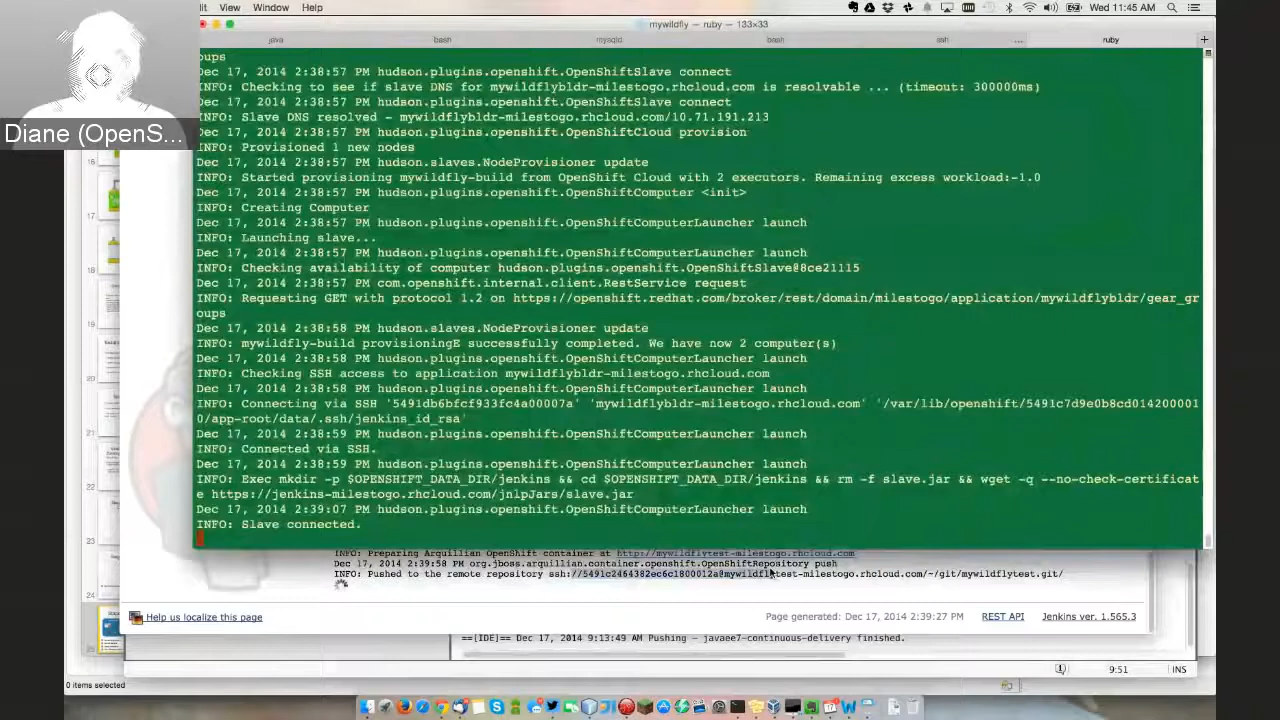 View Window Help
mywildfly — ruby — 133×33
Wed 11:45 AM
java bash mysqld bash ssh ... ruby +
oups
Dec 17, 2014 2:38:57 PM hudson.plugins.openshift.OpenShiftSlave connect
INFO: Checking to see if slave DNS for mywildflybldr-milestogo.rhcloud.com is resolvable ... (timeout: 300000ms)
Dec 17, 2014 2:38:57 PM hudson.plugins.openshift.OpenShiftSlave connect
INFO: Slave DNS resolved - mywildflybldr-milestogo.rhcloud.com/10.71.191.213
Dec 17, 2014 2:38:57 PM hudson.plugins.openshift.OpenShiftCloud provision
INFO: Provisioned 1 new nodes
Dec 17, 2014 2:38:57 PM hudson.slaves.NodeProvisioner update
INFO: Started provisioning mywildfly-build from OpenShift Cloud with 2 executors. Remaining excess workload:-1.0
Dec 17, 2014 2:38:57 PM hudson.plugins.openshift.OpenShiftComputer <init>
INFO: Creating Computer
Dec 17, 2014 2:38:57 PM hudson.plugins.openshift.OpenShiftComputerLauncher launch
INFO: Launching slave...
Dec 17, 2014 2:38:57 PM hudson.plugins.openshift.OpenShiftComputerLauncher launch
INFO: Checking availability of computer hudson.plugins.openshift.OpenShiftSlave@8ce21115
Dec 17, 2014 2:38:57 PM com.openshift.internal.client.RestService request
INFO: Requesting GET with protocol 1.2 on https://openshift.redhat.com/broker/rest/domain/milestogo/application/mywildflybldr/gear_gr
oups
Dec 17, 2014 2:38:58 PM hudson.slaves.NodeProvisioner update
INFO: mywildfly-build provisioningE successfully completed. We have now 2 computer(s)
Dec 17, 2014 2:38:58 PM hudson.plugins.openshift.OpenShiftComputerLauncher launch
INFO: Checking SSH access to application mywildflybldr-milestogo.rhcloud.com
Dec 17, 2014 2:38:58 PM hudson.plugins.openshift.OpenShiftComputerLauncher launch
INFO: Connecting via SSH '5491db6bfcf933fc4a00007a' 'mywildflybldr-milestogo.rhcloud.com' '/var/lib/openshift/5491c7d9e0b8cd014200001
0/app-root/data/.ssh/jenkins_id_rsa'
Dec 17, 2014 2:38:59 PM hudson.plugins.openshift.OpenShiftComputerLauncher launch
INFO: Connected via SSH.
Dec 17, 2014 2:38:59 PM hudson.plugins.openshift.OpenShiftComputerLauncher launch
INFO: Exec mkdir -p $OPENSHIFT_DATA_DIR/jenkins && cd $OPENSHIFT_DATA_DIR/jenkins && rm -f slave.jar && wget -q --no-check-certificat
e https://jenkins-milestogo.rhcloud.com/jnlpJars/slave.jar
Dec 17, 2014 2:39:07 PM hudson.plugins.openshift.OpenShiftComputerLauncher launch
INFO: Slave connected.
Diane (OpenS...
INFO: Preparing Arquillian OpenShift container at http://mywildflytest-milestogo.rhcloud.com
Dec 17, 2014 2:39:58 PM org.jboss.arquillian.container.openshift.OpenShiftRepository push
INFO: Pushed to the remote repository ssh://5491c2464382ec6c1800012a@mywildflytest-milestogo.rhcloud.com/~/git/mywildflytest.git/
Help us localize this page
Page generated: Dec 17, 2014 2:39:27 PM REST API Jenkins ver. 1.565.3
==[IDE]== Dec 17, 2014 9:13:49 AM Pushing - javaee7-continuous-delivery finished.
9:51 INS
0 items selected
17
18
19
20
21
22
23
24